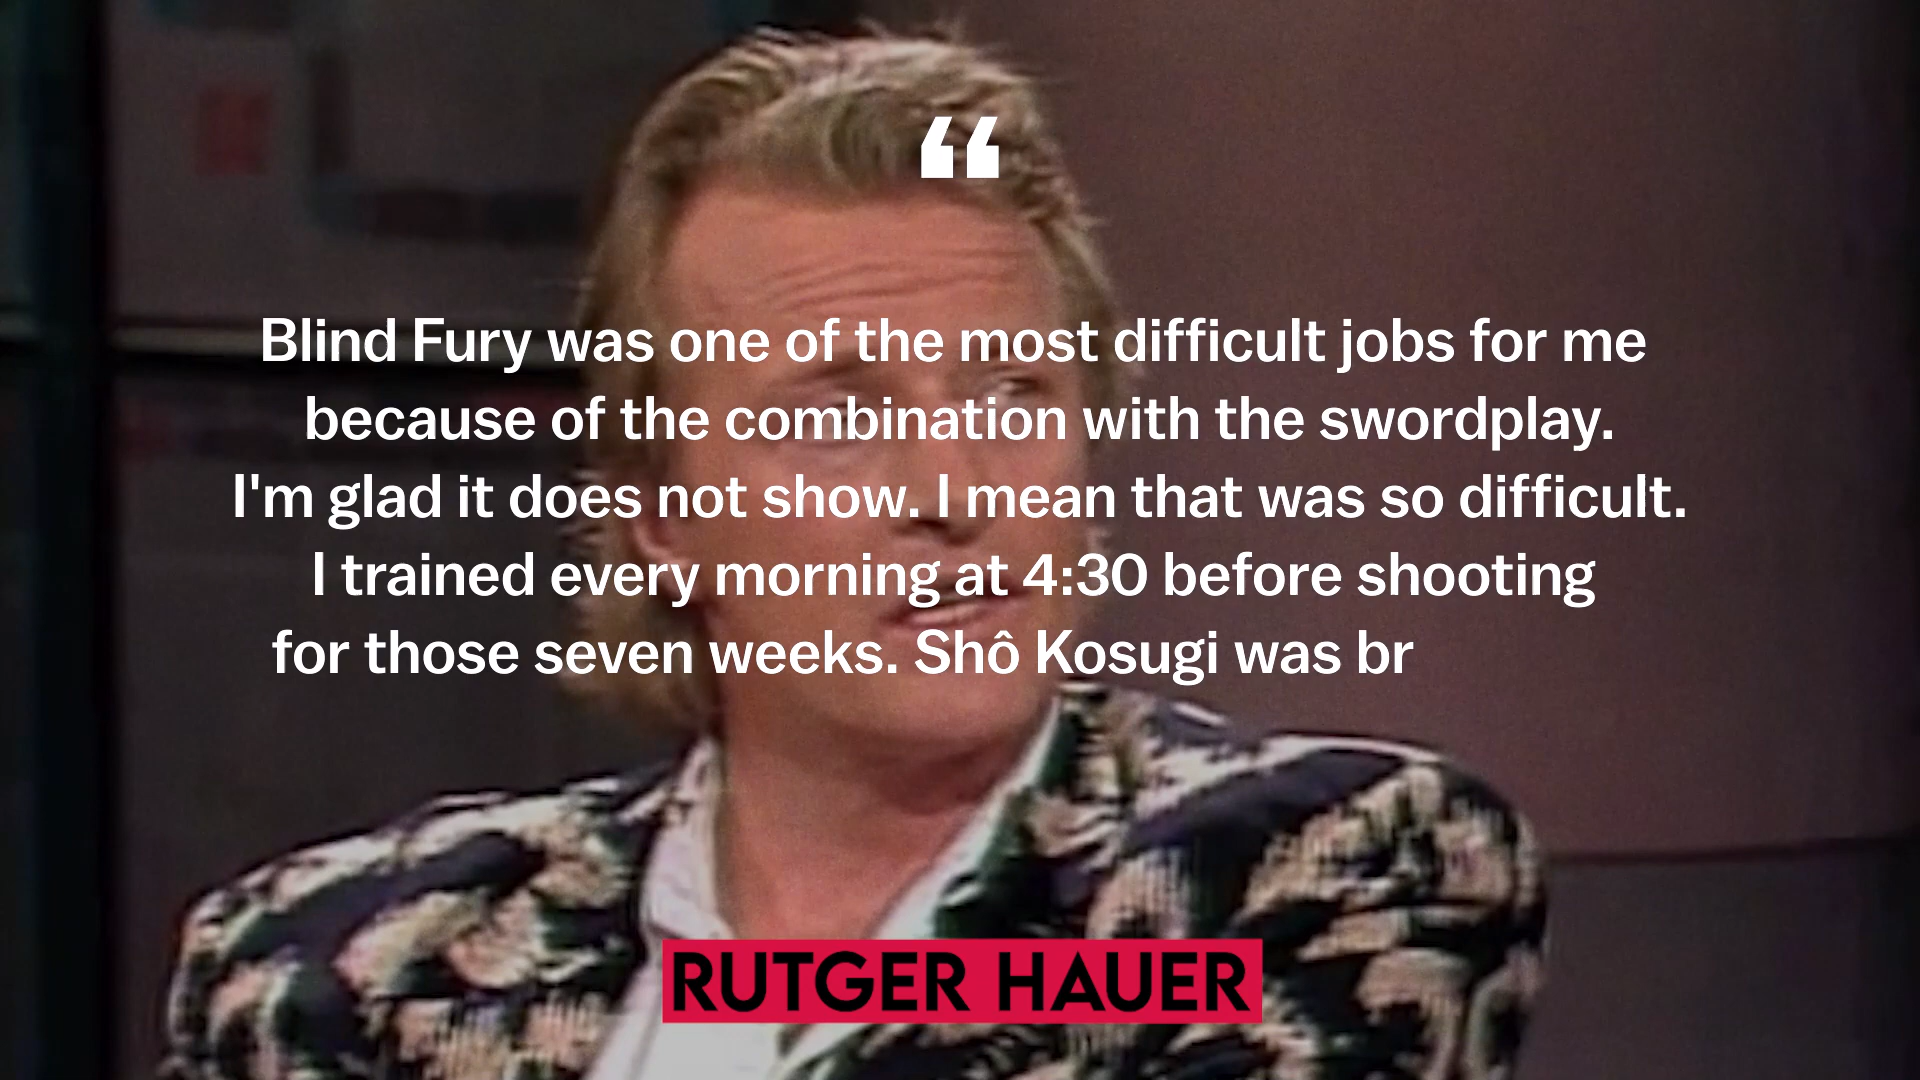 “
Blind Fury was one of the most difficult jobs for me
because of the combination with the swordplay.
I'm glad it does not show. I mean that was so difficult.
I trained every morning at 4:30 before shooting
for those seven weeks. Shô Kosugi was br
RUTGER HAUER